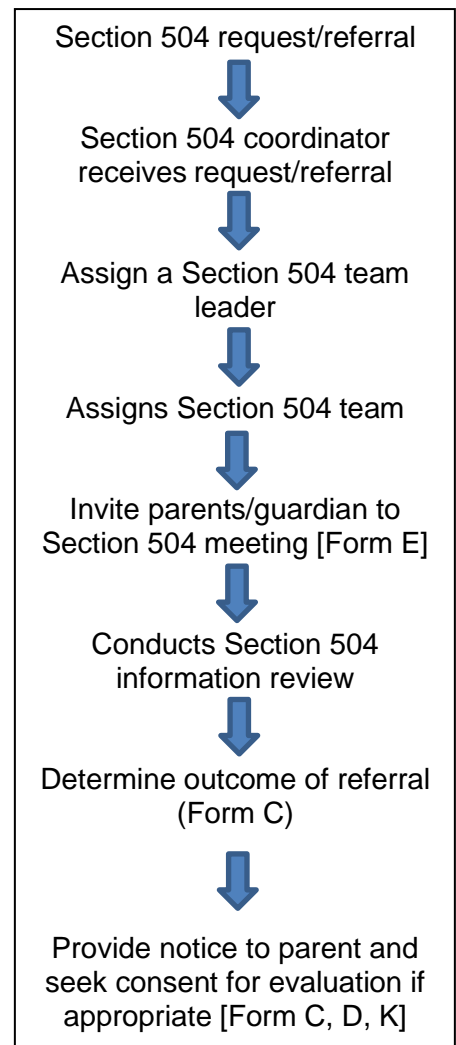 Section 504 request/referral
Section 504 coordinator
receives request/referral
Assign a Section 504 team
leader
Assigns Section 504 team
Invite parents/guardian to
Section 504 meeting [Form E]
Conducts Section 504
information review
Determine outcome of referral
(Form C)
Provide notice to parent and
seek consent for evaluation if
appropriate [Form C, D, K]